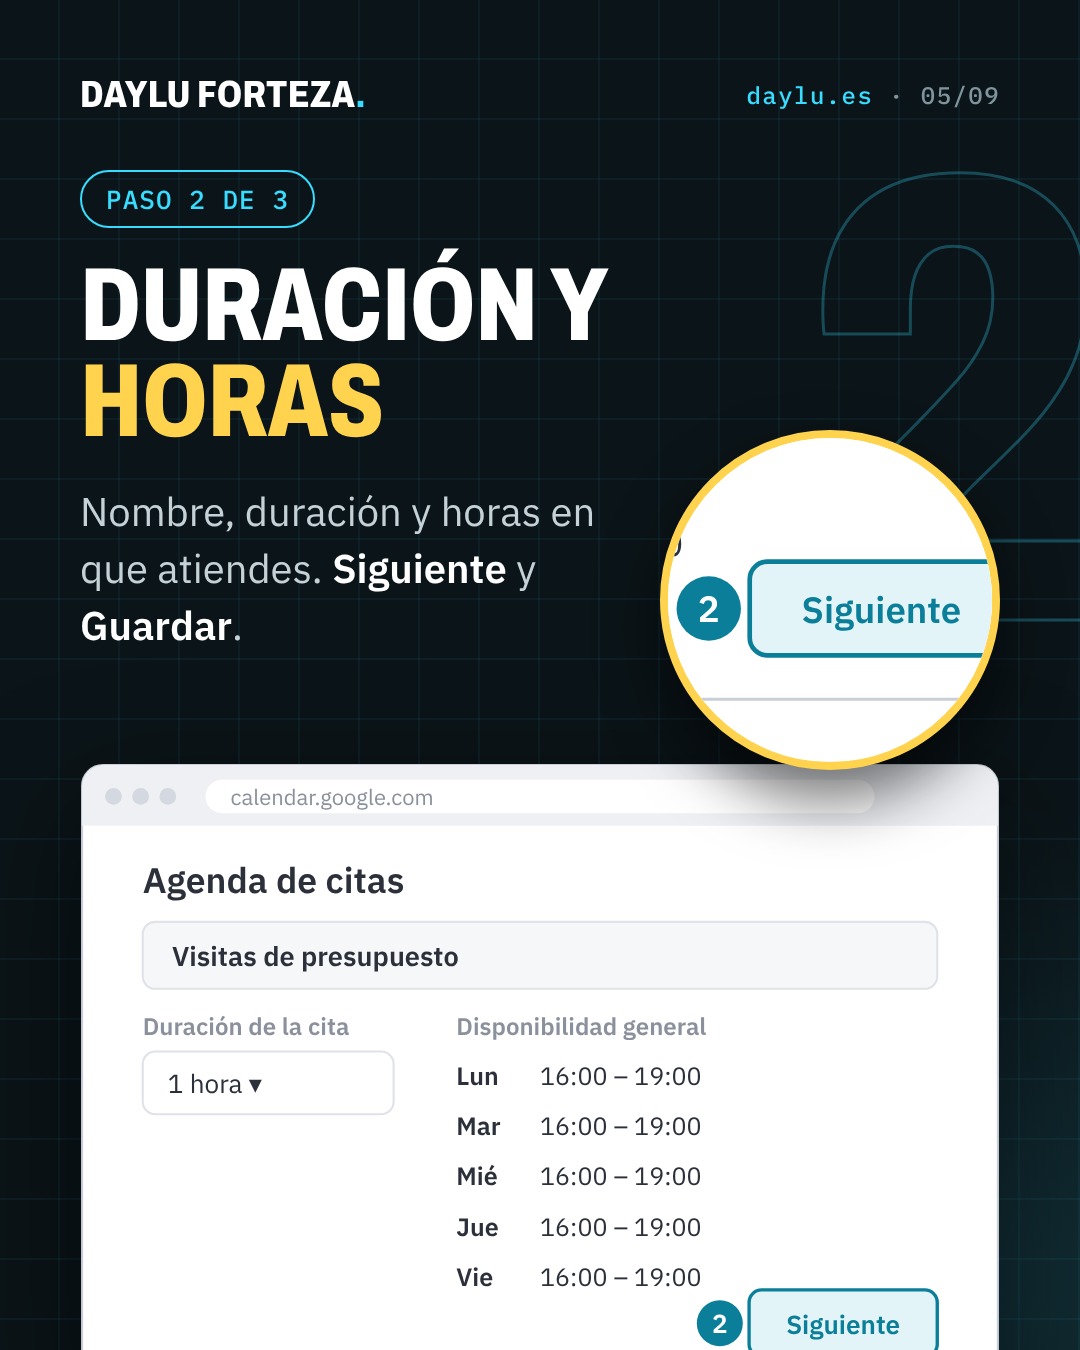 DAYLU FORTEZA.
daylu.es · 05/09
PASO 2 DE 3
2
DURACIÓN Y
HORAS
Nombre, duración y horas en
que atiendes. Siguiente y
Guardar.
2 Siguiente
calendar.google.com
Agenda de citas
Visitas de presupuesto
Duración de la cita
1 hora ▾
Disponibilidad general
Lun 16:00 – 19:00
Mar 16:00 – 19:00
Mié 16:00 – 19:00
Jue 16:00 – 19:00
Vie 16:00 – 19:00
2 Siguiente